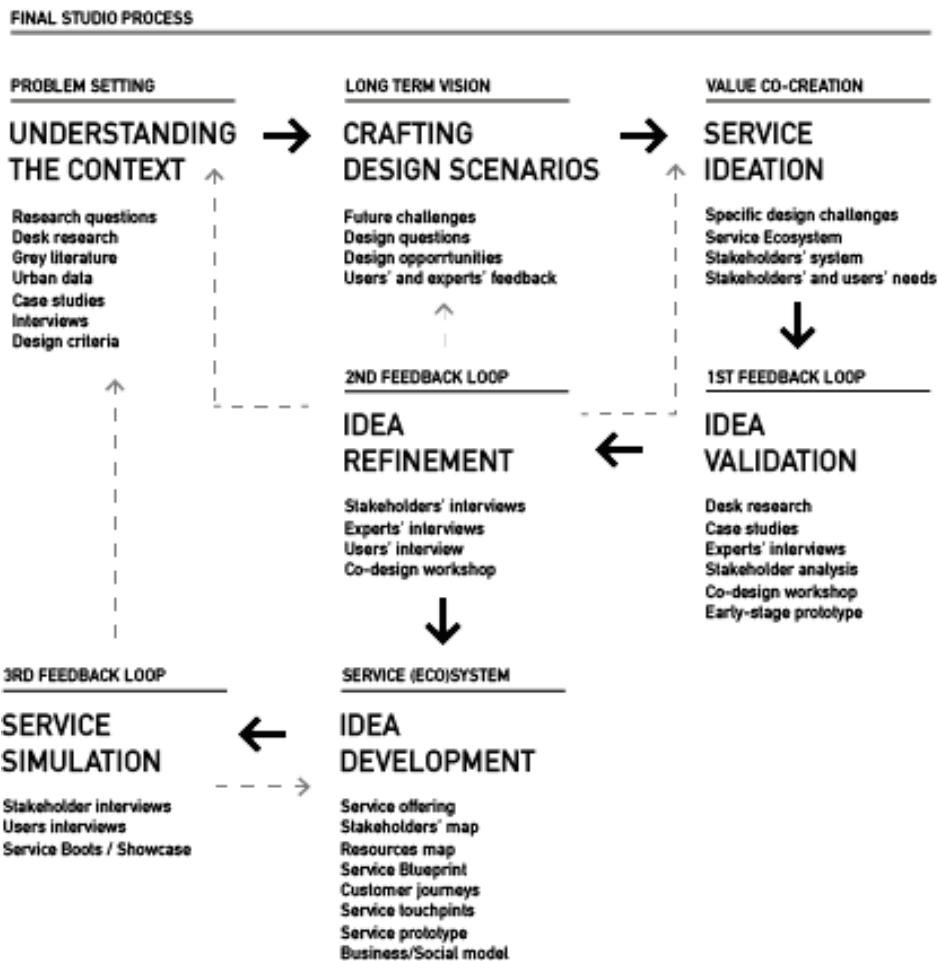 FINAL STUDIO PROCESS
PROBLEM SETTING
UNDERSTANDING
THE CONTEXT
Research questions
Desk research
Grey literature
Urban data
Case studies
Interviews
Design criteria
LONG TERM VISION
CRAFTING
DESIGN SCENARIOS
Future challenges
Design questions
Design opporrtunities
Users' and experts' feedback
VALUE CO-CREATION
SERVICE
IDEATION
Specific design challenges
Service Ecosystem
Stakeholders' system
Stakeholders' and users' needs
1ST FEEDBACK LOOP
IDEA
VALIDATION
Desk research
Case studies
Experts' interviews
Stakeholder analysis
Co-design workshop
Early-stage prototype
2ND FEEDBACK LOOP
IDEA
REFINEMENT
Stakeholders' interviews
Experts' interviews
Users' interview
Co-design workshop
SERVICE (ECO)SYSTEM
IDEA
DEVELOPMENT
Service offering
Stakeholders' map
Resources map
Service Blueprint
Customer journeys
Service touchpints
Service prototype
Business/Social model
3RD FEEDBACK LOOP
SERVICE
SIMULATION
Stakeholder interviews
Users interviews
Service Boots / Showcase